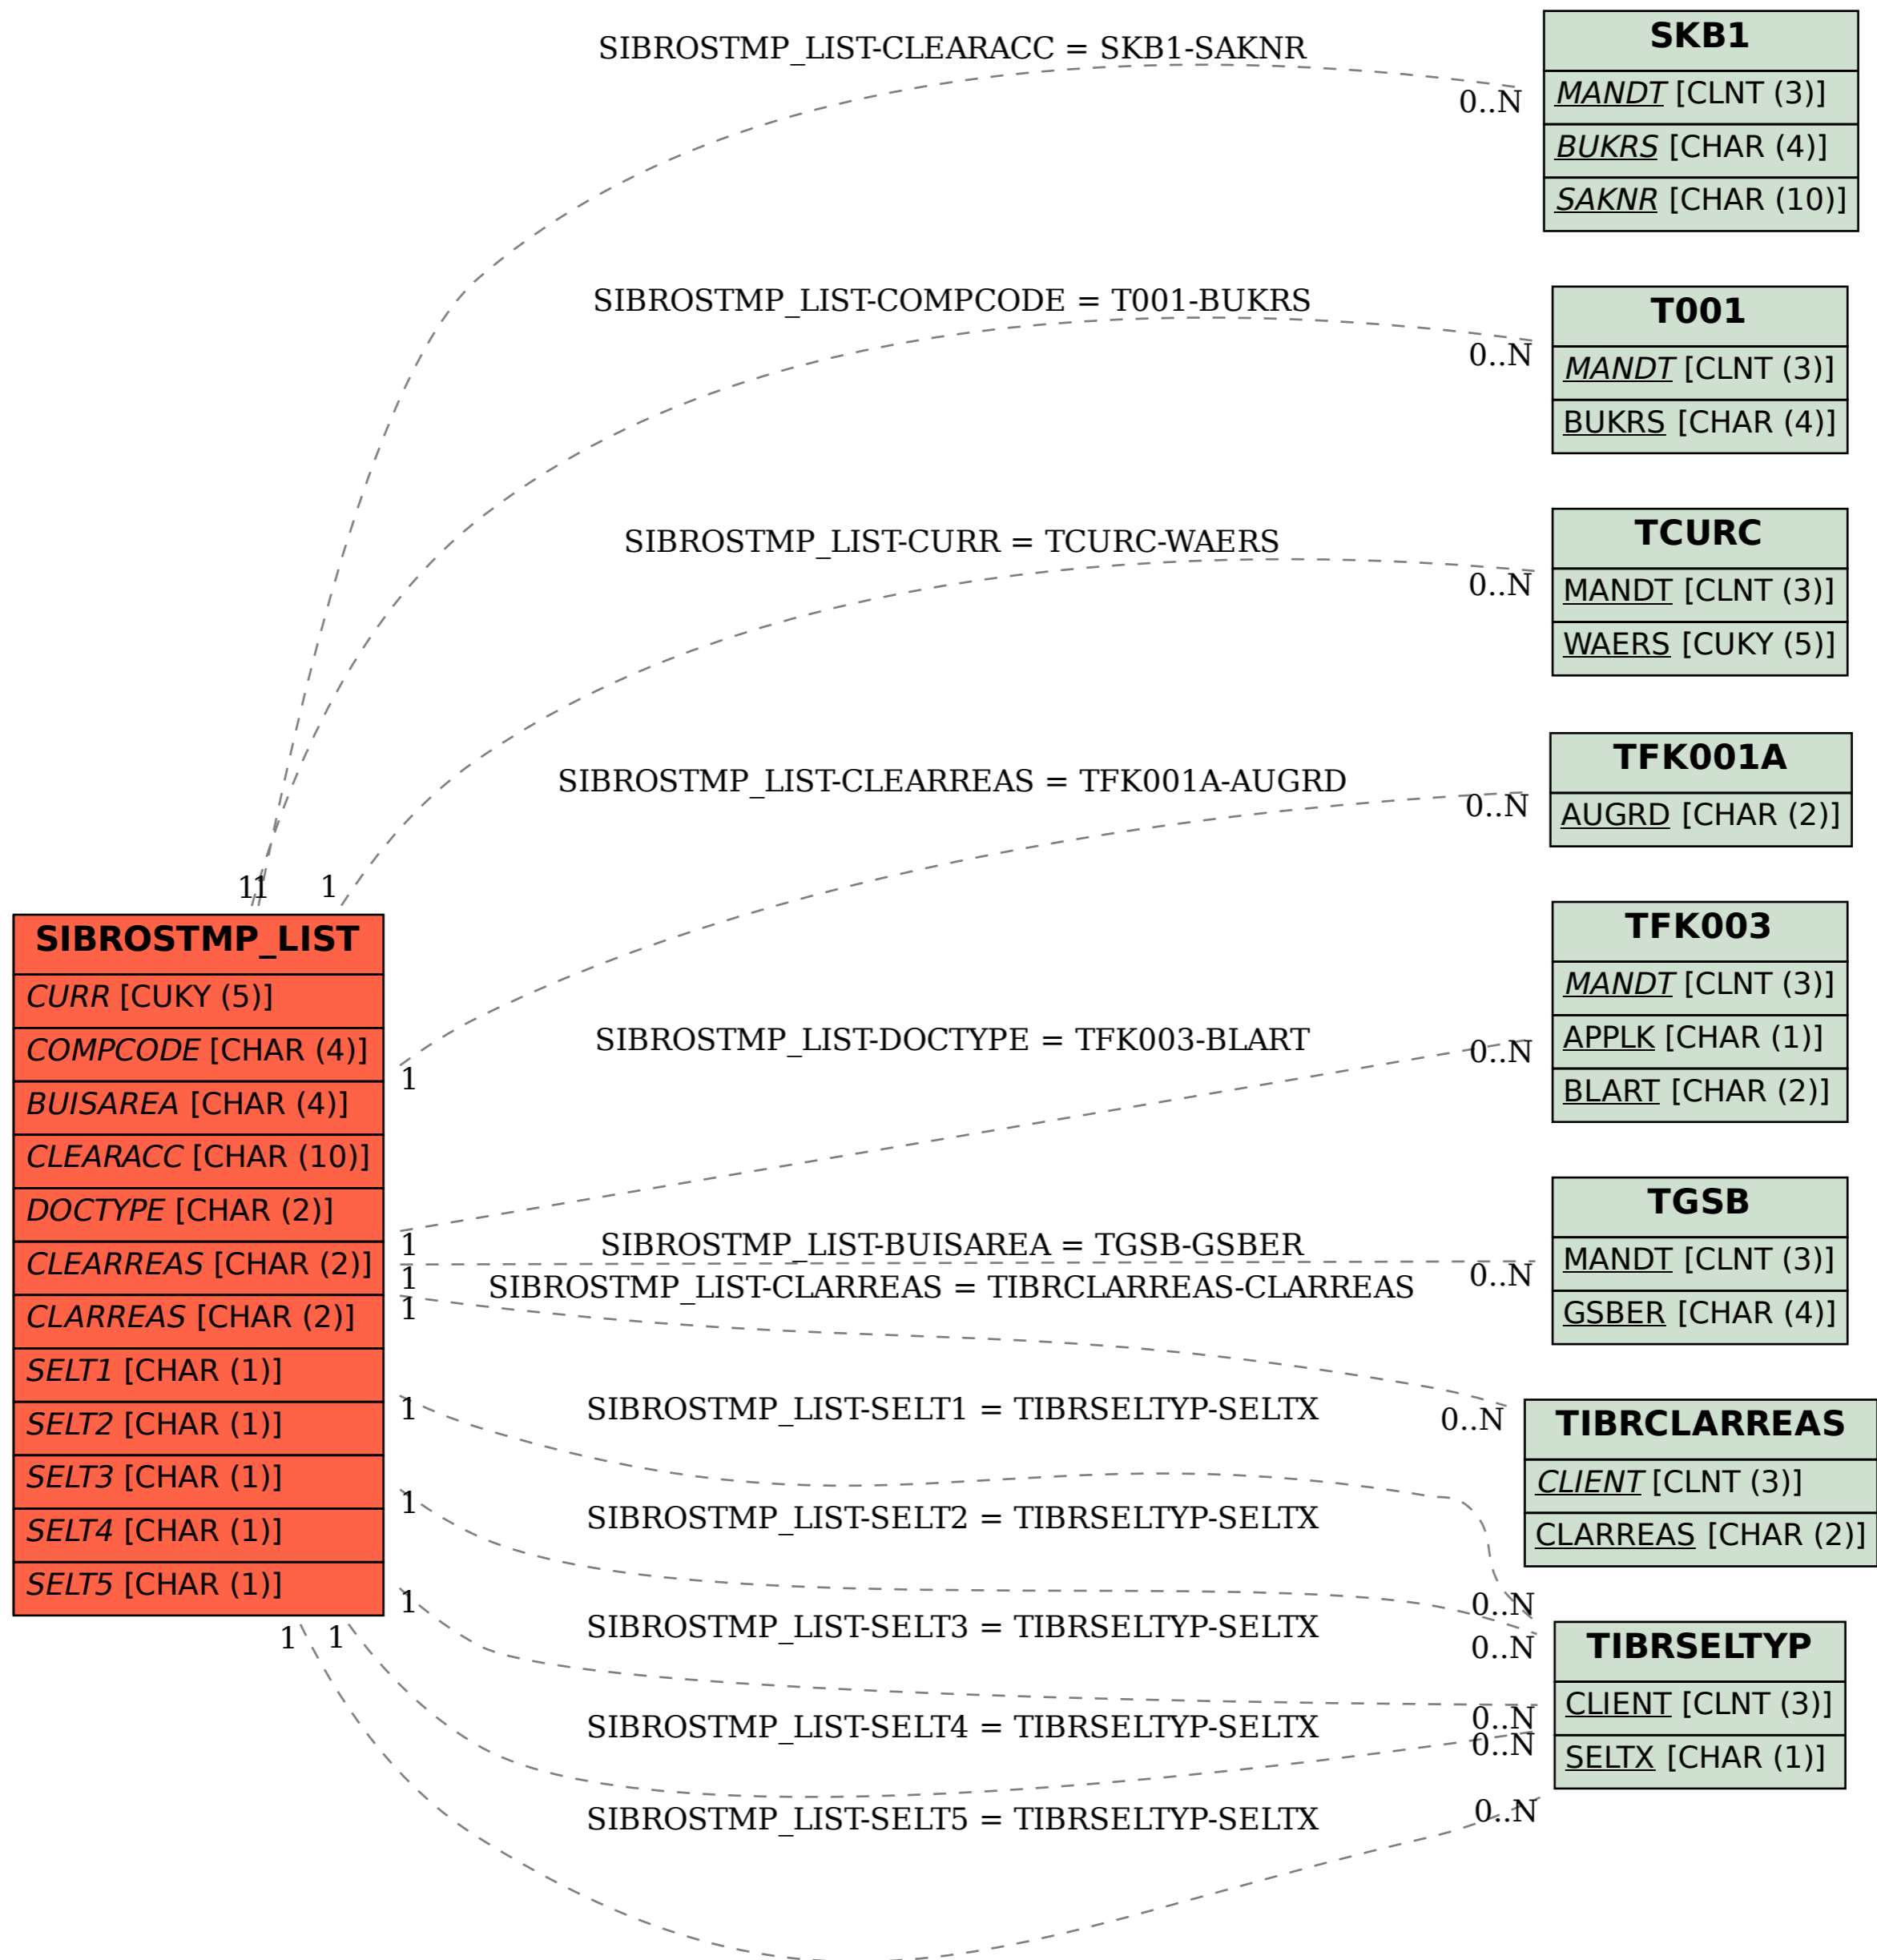 SIBROSTMP_LIST-CLEARACC = SKB1-SAKNR
0..N
SKB1
MANDT [CLNT (3)]
BUKRS [CHAR (4)]
SAKNR [CHAR (10)]
SIBROSTMP_LIST-COMPCODE = T001-BUKRS
0..N
T001
MANDT [CLNT (3)]
BUKRS [CHAR (4)]
SIBROSTMP_LIST-CURR = TCURC-WAERS
0..N
TCURC
MANDT [CLNT (3)]
WAERS [CUKY (5)]
SIBROSTMP_LIST-CLEARREAS = TFK001A-AUGRD
0..N
TFK001A
AUGRD [CHAR (2)]
1
1
1
SIBROSTMP_LIST
CURR [CUKY (5)]
COMPCODE [CHAR (4)]
BUISAREA [CHAR (4)]
CLEARACC [CHAR (10)]
DOCTYPE [CHAR (2)]
CLEARREAS [CHAR (2)]
CLARREAS [CHAR (2)]
SELT1 [CHAR (1)]
SELT2 [CHAR (1)]
SELT3 [CHAR (1)]
SELT4 [CHAR (1)]
SELT5 [CHAR (1)]
1
SIBROSTMP_LIST-DOCTYPE = TFK003-BLART
0..N
TFK003
MANDT [CLNT (3)]
APPLK [CHAR (1)]
BLART [CHAR (2)]
1
SIBROSTMP_LIST-BUISAREA = TGSB-GSBER
1
0..N
TGSB
MANDT [CLNT (3)]
GSBER [CHAR (4)]
SIBROSTMP_LIST-CLARREAS = TIBRCLARREAS-CLARREAS
1
0..N
TIBRCLARREAS
CLIENT [CLNT (3)]
CLARREAS [CHAR (2)]
1
SIBROSTMP_LIST-SELT1 = TIBRSELTYP-SELTX
0..N
1
SIBROSTMP_LIST-SELT2 = TIBRSELTYP-SELTX
0..N
1
SIBROSTMP_LIST-SELT3 = TIBRSELTYP-SELTX
0..N
TIBRSELTYP
CLIENT [CLNT (3)]
SELTX [CHAR (1)]
1
1
SIBROSTMP_LIST-SELT4 = TIBRSELTYP-SELTX
0..N
SIBROSTMP_LIST-SELT5 = TIBRSELTYP-SELTX
0..N